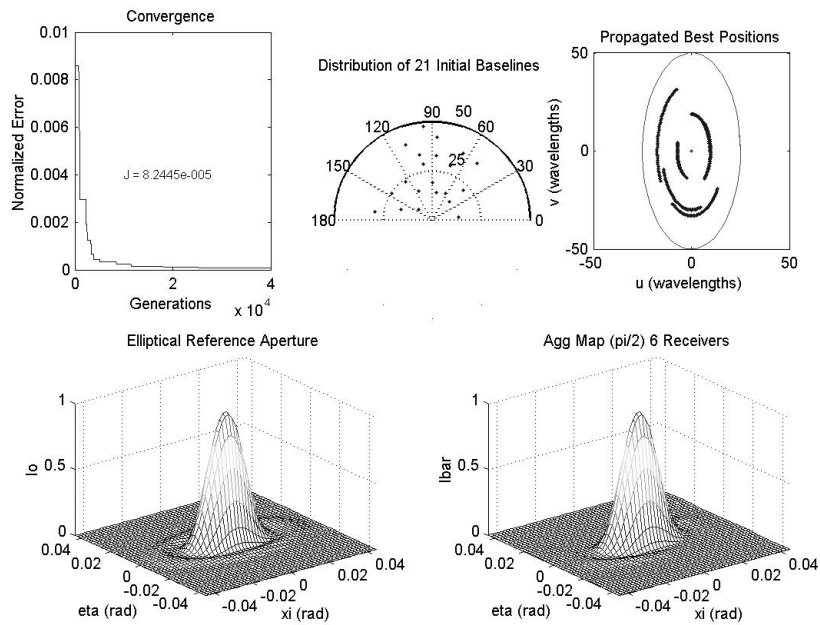 Convergence
0.01
0.008
0.006
0.004
0.002
0
Normalized Error
J = 8.2445e-005
0
2
4
Generations
x 10^4
Distribution of 21 Initial Baselines
90
50
120
60
150
25
30
180
0
Propagated Best Positions
50
0
-50
v (wavelengths)
-50
0
50
u (wavelengths)
Elliptical Reference Aperture
1
0.5
0
Io
0.04
0.02
0
-0.02
-0.04
eta (rad)
-0.04
-0.02
0
0.02
0.04
xi (rad)
Agg Map (pi/2) 6 Receivers
1
0.5
0
Ibar
0.04
0.02
0
-0.02
-0.04
eta (rad)
-0.04
-0.02
0
0.02
0.04
xi (rad)